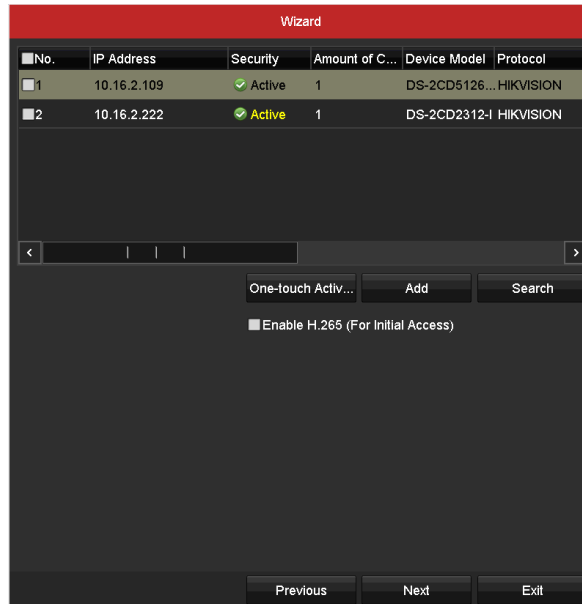 Wizard
No. IP Address Security Amount of C... Device Model Protocol
1 10.16.2.109 Active 1 DS-2CD5126... HIKVISION
2 10.16.2.222 Active 1 DS-2CD2312-I HIKVISION
One-touch Activ... Add Search
Enable H.265 (For Initial Access)
Previous Next Exit